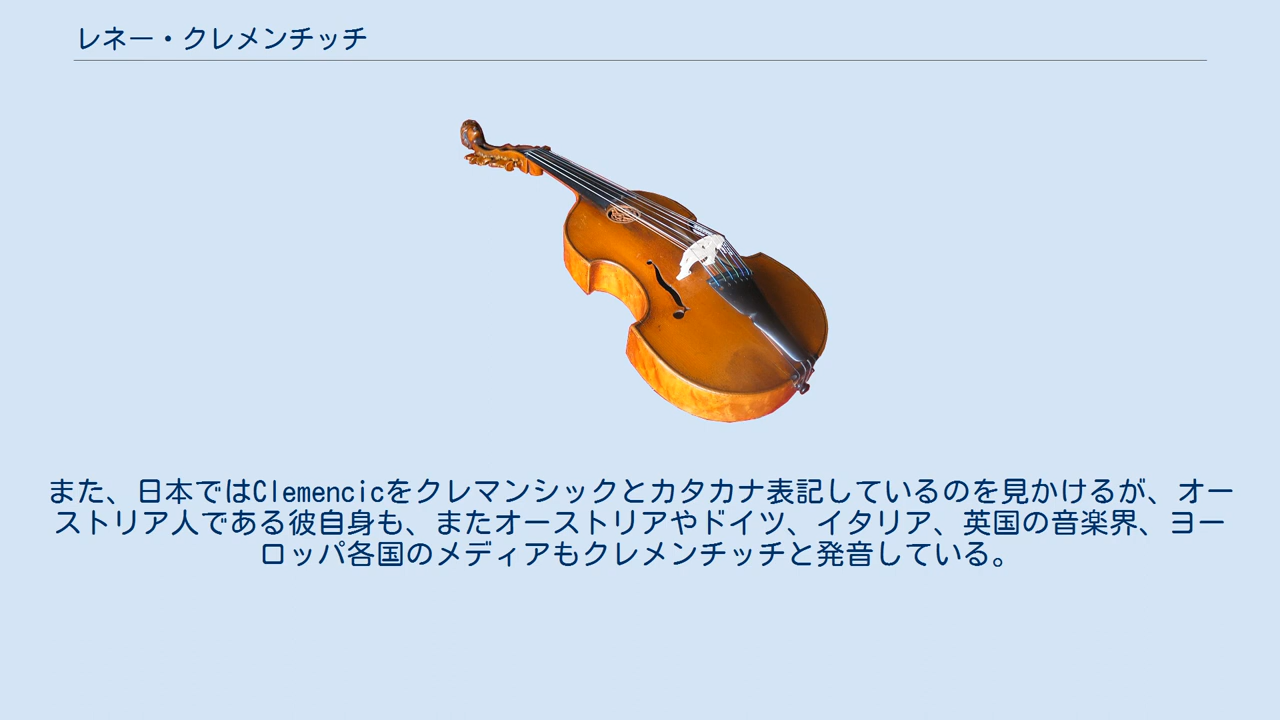 レネー・クレメンチッチ
また、日本ではClemencicをクレマンシックとカタカナ表記しているのを見かけるが、オー
ストリア人である彼自身も、またオーストリアやドイツ、イタリア、英国の音楽界、ヨー
ロッパ各国のメディアもクレメンチッチと発音している。